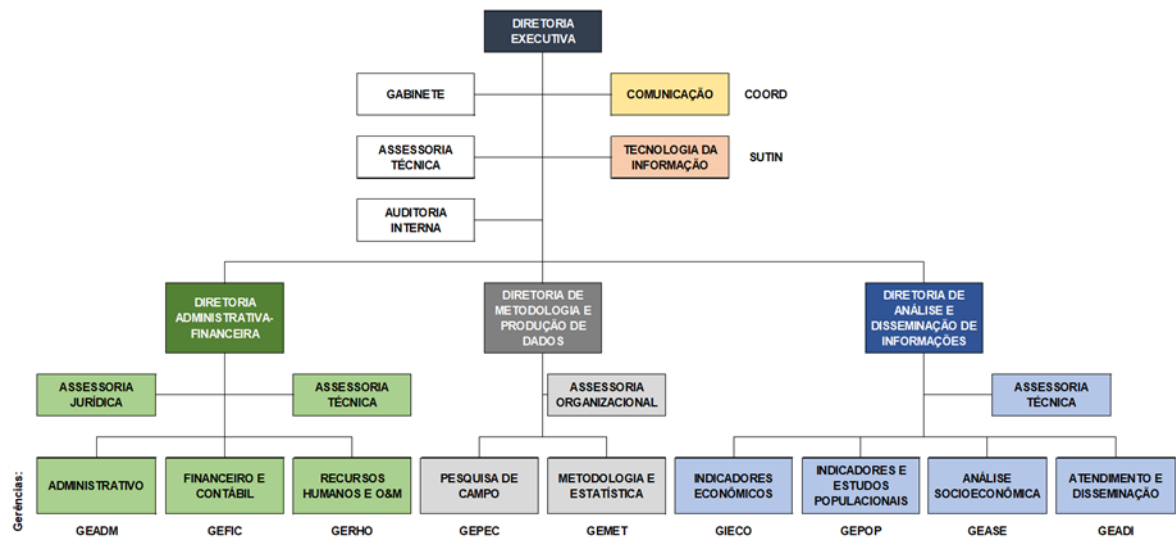 DIRETORIA
EXECUTIVA
GABINETE
COMUNICAÇÃO
COORD
ASSESSORIA
TÉCNICA
TECNOLOGIA DA
INFORMAÇÃO
SUTIN
AUDITORIA
INTERNA
DIRETORIA
ADMINISTRATIVA-
FINANCEIRA
DIRETORIA DE
METODOLOGIA E
PRODUÇÃO DE
DADOS
DIRETORIA DE
ANÁLISE E
DISSEMINAÇÃO DE
INFORMAÇÕES
ASSESSORIA
JURÍDICA
ASSESSORIA
TÉCNICA
ASSESSORIA
ORGANIZACIONAL
ASSESSORIA
TÉCNICA
Gerências:
ADMINISTRATIVO
FINANCEIRO E
CONTÁBIL
RECURSOS
HUMANOS E O&M
PESQUISA DE
CAMPO
METODOLOGIA
E ESTATÍSTICA
INDICADORES
ECONÔMICOS
INDICADORES E
ESTUDOS
POPULACIONAIS
ANÁLISE
SOCIOECONÔMICA
ATENDIMENTO E
DISSEMINAÇÃO
GEADM
GEFIC
GERHO
GEPEC
GEMET
GIECO
GEPOP
GEASE
GEADI